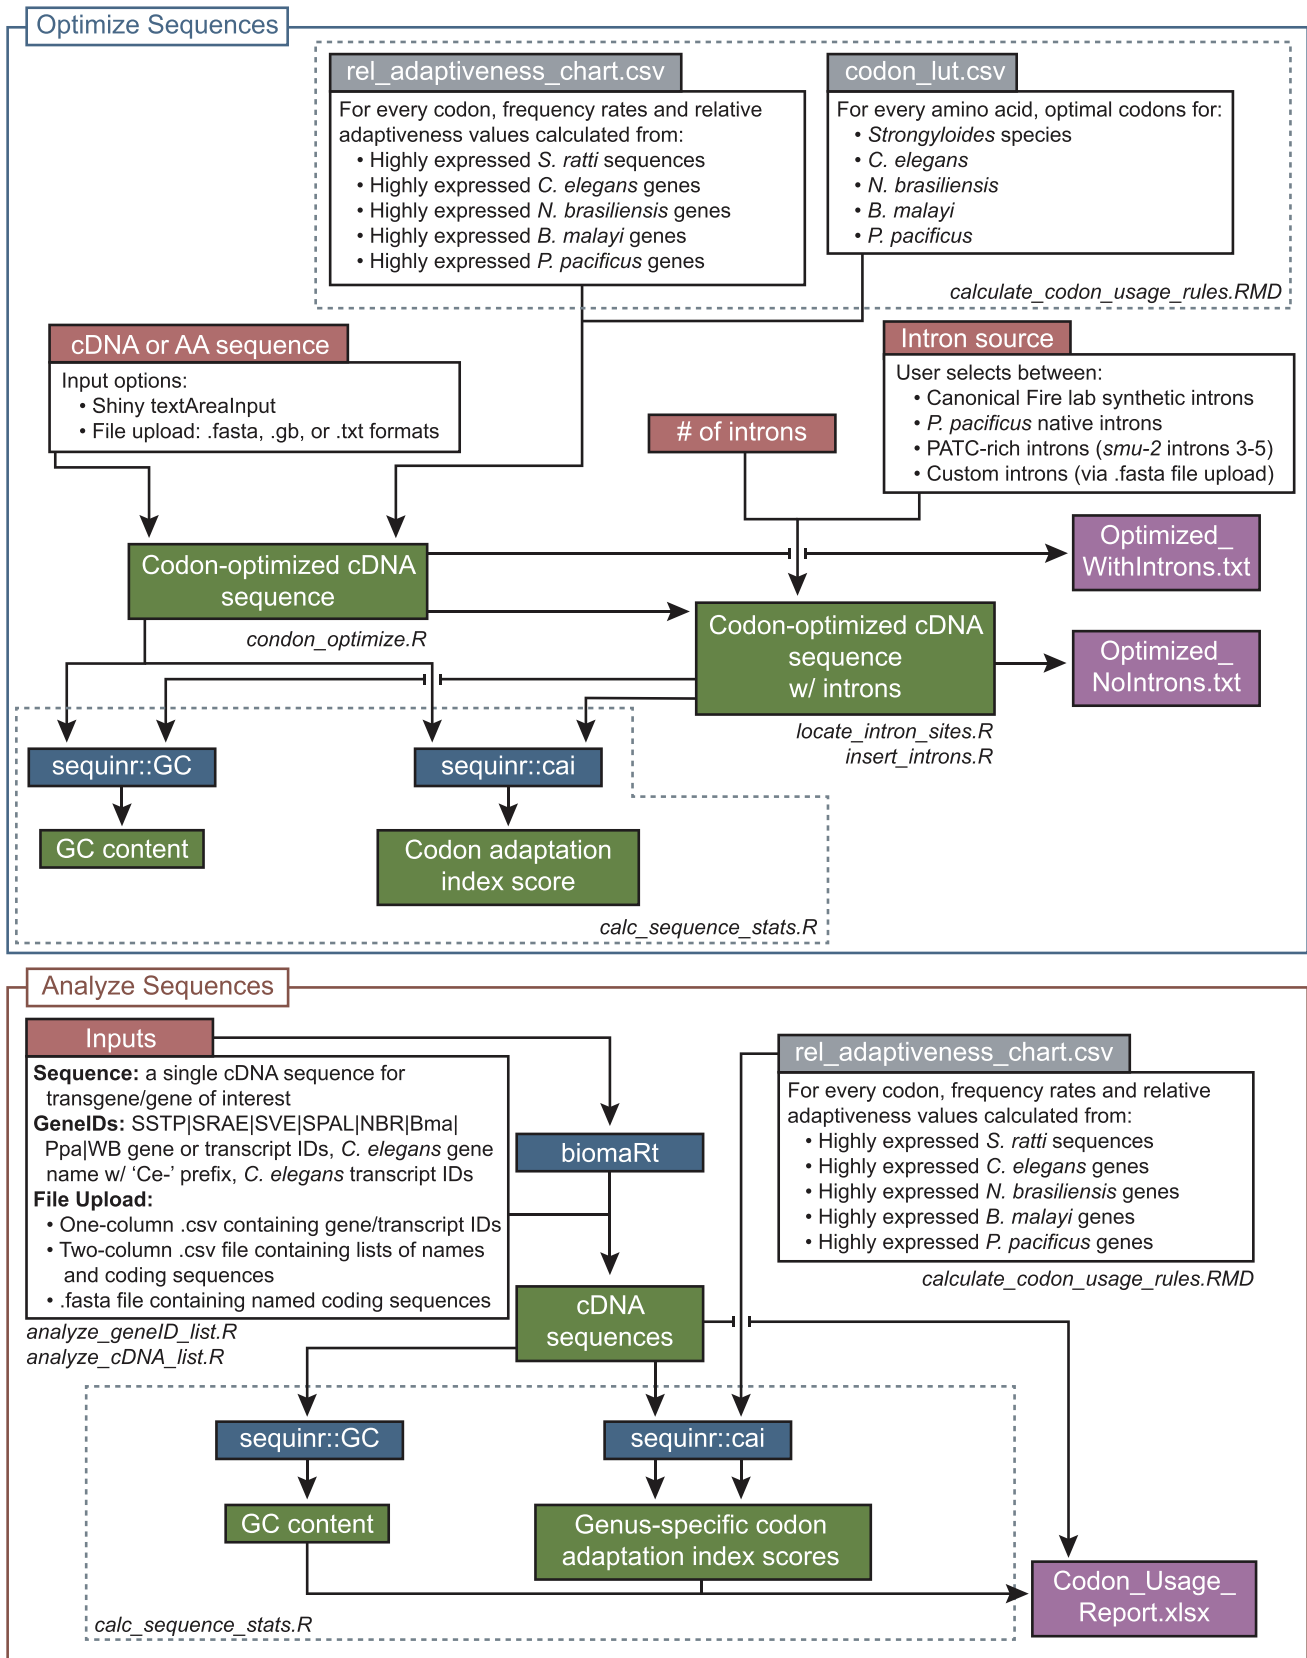 Optimize Sequences
rel_adaptiveness_chart.csv
For every codon, frequency rates and relative
adaptiveness values calculated from:
• Highly expressed S. ratti sequences
• Highly expressed C. elegans genes
• Highly expressed N. brasiliensis genes
• Highly expressed B. malayi genes
• Highly expressed P. pacificus genes
codon_lut.csv
For every amino acid, optimal codons for:
• Strongyloides species
• C. elegans
• N. brasiliensis
• B. malayi
• P. pacificus
calculate_codon_usage_rules.RMD
cDNA or AA sequence
Input options:
• Shiny textAreaInput
• File upload: .fasta, .gb, or .txt formats
# of introns
Intron source
User selects between:
• Canonical Fire lab synthetic introns
• P. pacificus native introns
• PATC-rich introns (smu-2 introns 3-5)
• Custom introns (via .fasta file upload)
Codon-optimized cDNA
sequence
condon_optimize.R
Optimized_
WithIntrons.txt
Codon-optimized cDNA
sequence
w/ introns
locate_intron_sites.R
insert_introns.R
Optimized_
NoIntrons.txt
sequinr::GC
sequinr::cai
GC content
Codon adaptation
index score
calc_sequence_stats.R
Analyze Sequences
Inputs
Sequence: a single cDNA sequence for
transgene/gene of interest
GeneIDs: SSTP|SRAE|SVE|SPAL|NBR|Bma|
Ppa|WB gene or transcript IDs, C. elegans gene
name w/ ‘Ce-’ prefix, C. elegans transcript IDs
File Upload:
• One-column .csv containing gene/transcript IDs
• Two-column .csv file containing lists of names
and coding sequences
• .fasta file containing named coding sequences
analyze_geneID_list.R
analyze_cDNA_list.R
biomaRt
rel_adaptiveness_chart.csv
For every codon, frequency rates and relative
adaptiveness values calculated from:
• Highly expressed S. ratti sequences
• Highly expressed C. elegans genes
• Highly expressed N. brasiliensis genes
• Highly expressed B. malayi genes
• Highly expressed P. pacificus genes
calculate_codon_usage_rules.RMD
cDNA
sequences
sequinr::GC
sequinr::cai
GC content
Genus-specific codon
adaptation index scores
calc_sequence_stats.R
Codon_Usage_
Report.xlsx